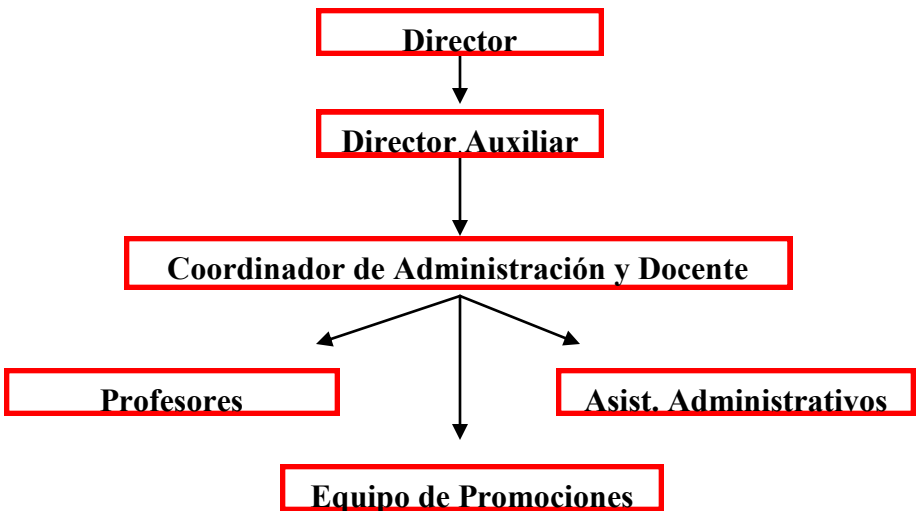 Director
Director Auxiliar
Coordinador de Administración y Docente
Profesores
Asist. Administrativos
Equipo de Promociones